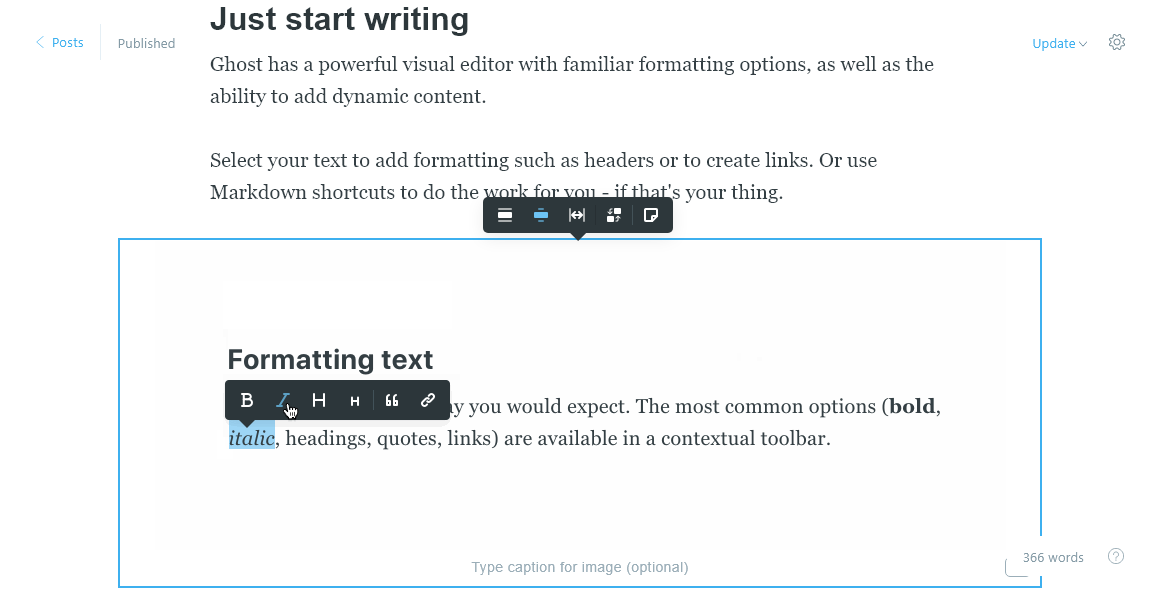 Just start writing
Posts
Published
Update
Ghost has a powerful visual editor with familiar formatting options, as well as the
ability to add dynamic content.
Select your text to add formatting such as headers or to create links. Or use
Markdown shortcuts to do the work for you - if that's your thing.
Formatting text
B I H H
you would expect. The most common options (bold,
italic, headings, quotes, links) are available in a contextual toolbar.
Type caption for image (optional)
366 words
?